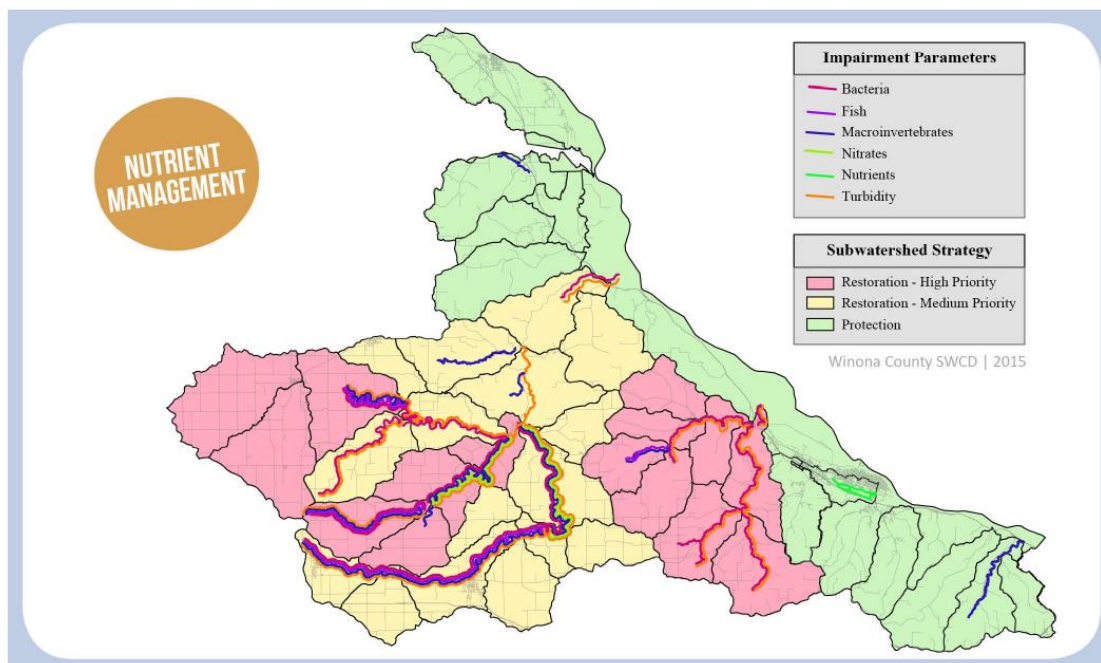 NUTRIENT
MANAGEMENT
Impairment Parameters
Bacteria
Fish
Macroinvertebrates
Nitrates
Nutrients
Turbidity
Subwatershed Strategy
Restoration - High Priority
Restoration - Medium Priority
Protection
Winona County SWCD | 2015